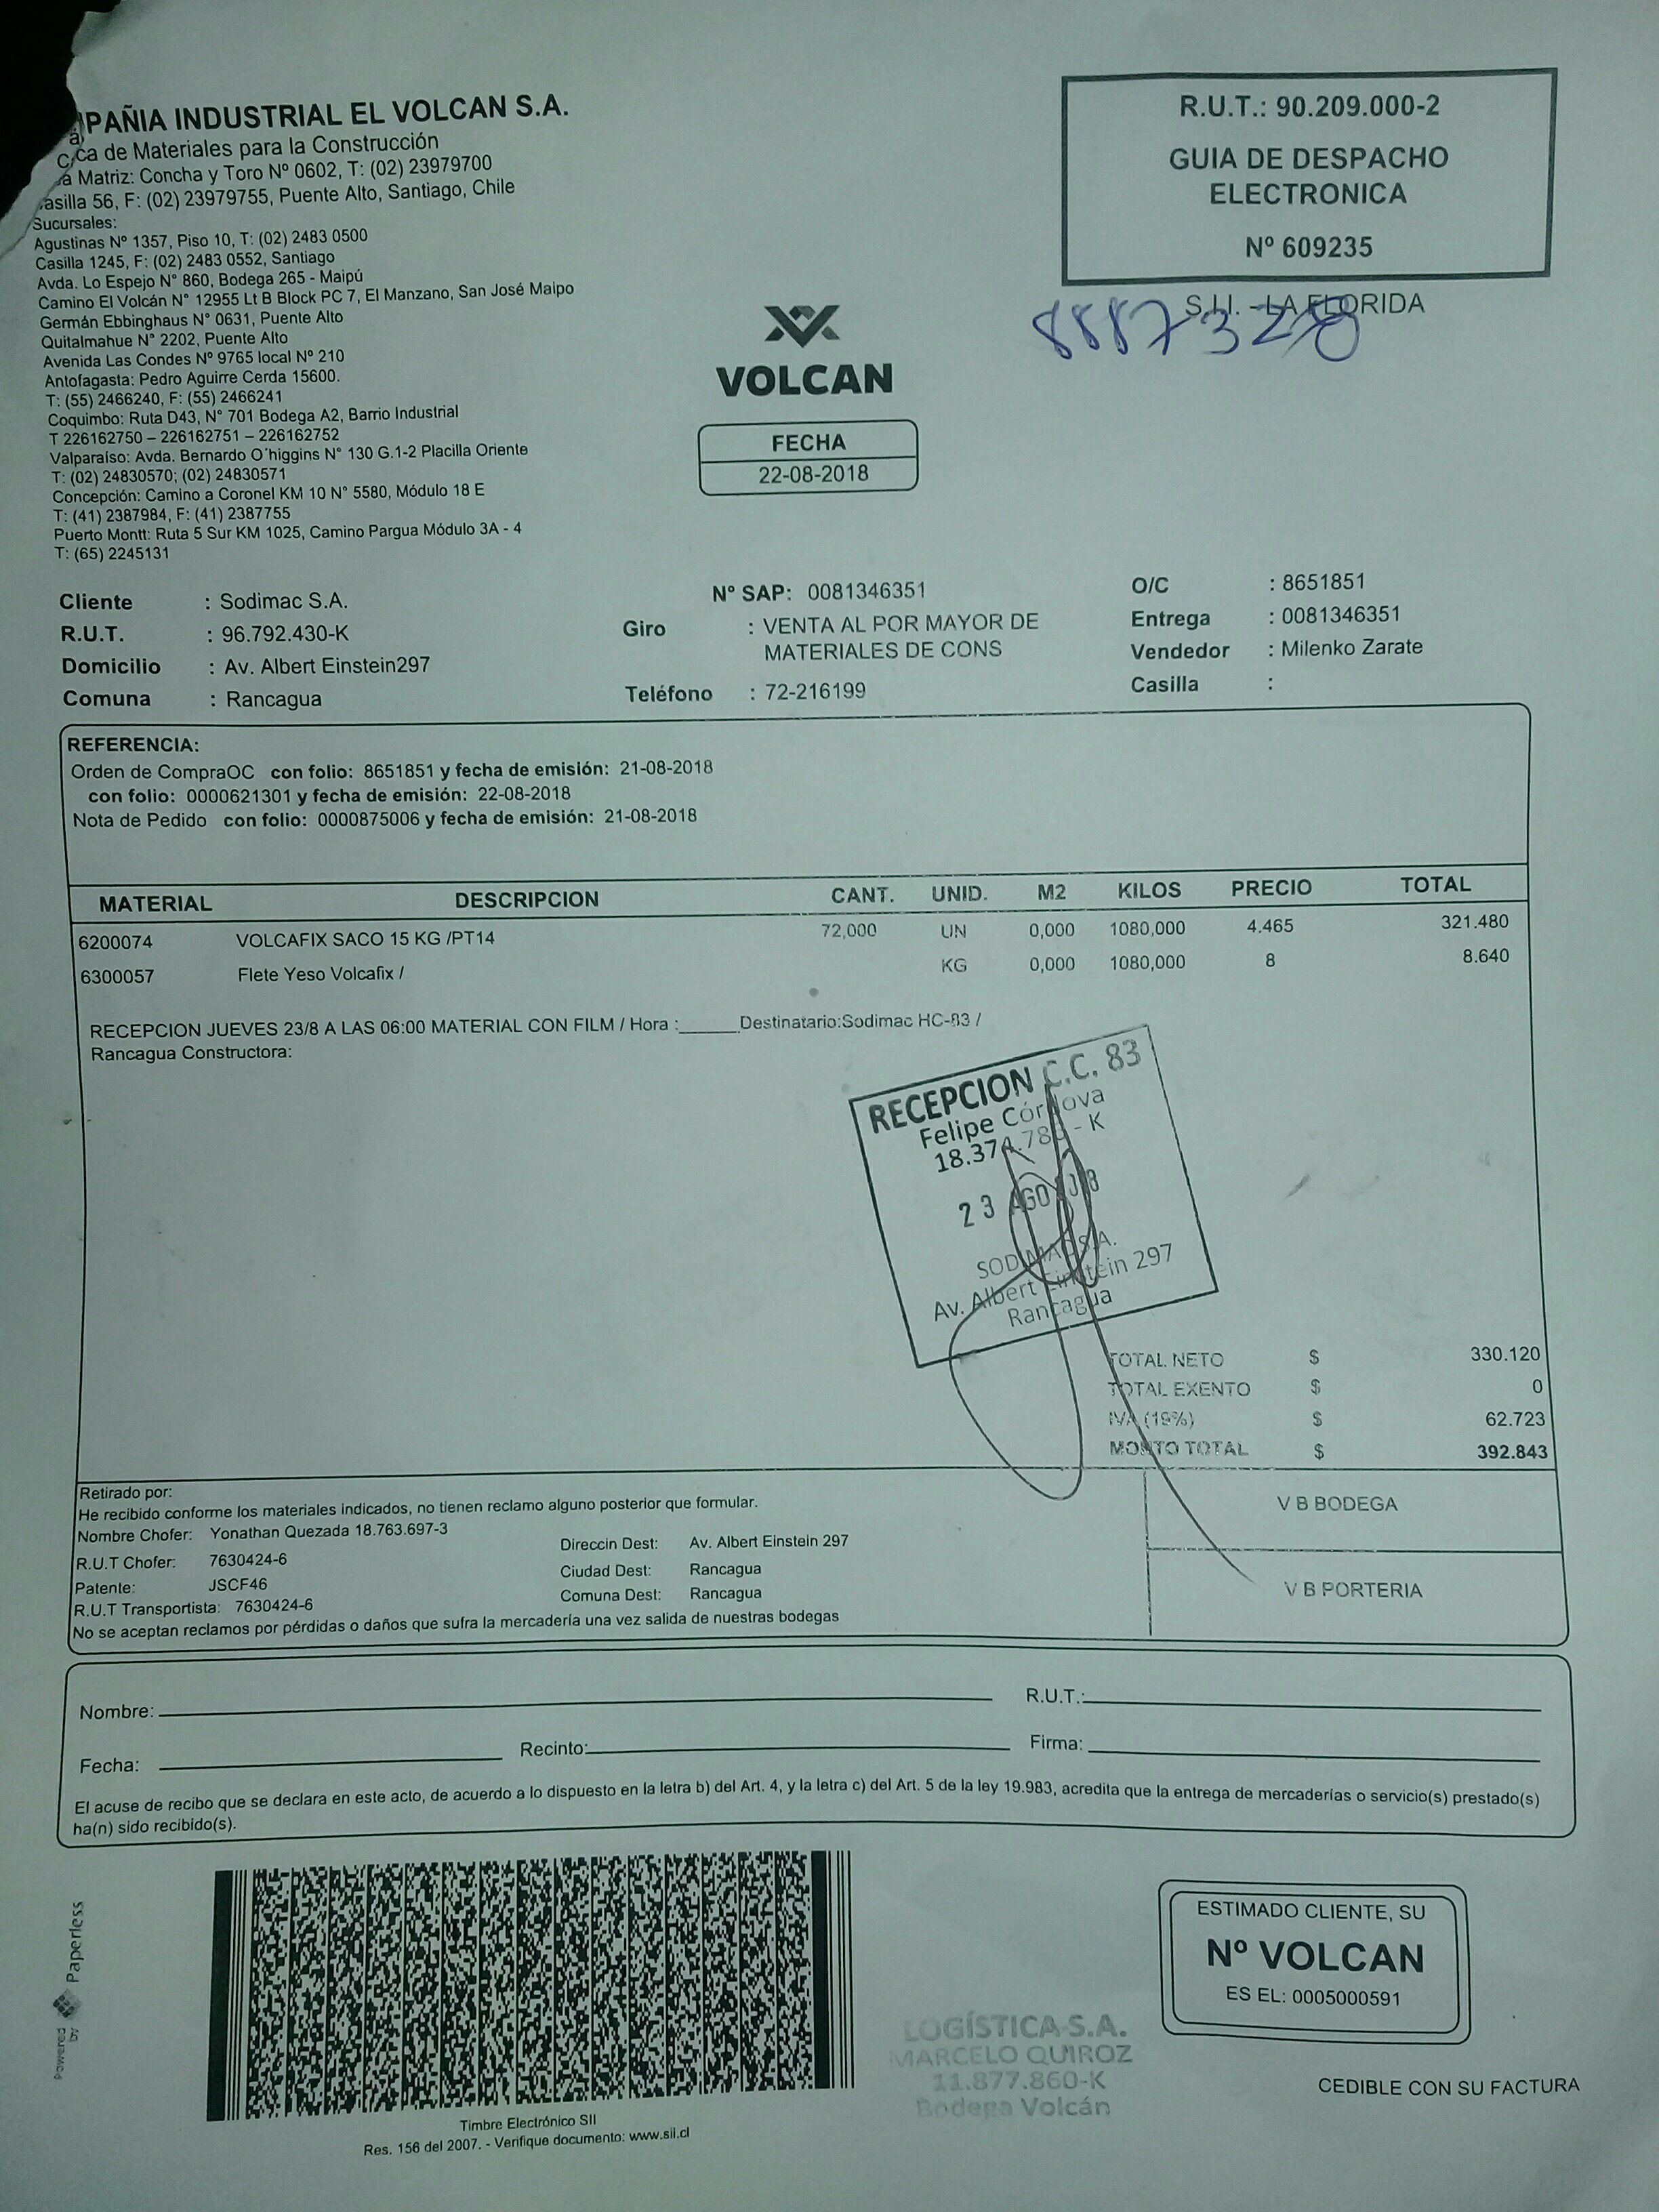 PAÑIA INDUSTRIAL EL VOLCAN S.A.
ca de Materiales para la Construcción
a Matriz: Concha y Toro Nº 0602, T: (02) 23979700
asilla 56, F: (02) 23979755, Puente Alto, Santiago, Chile
Sucursales:
Agustinas Nº 1357, Piso 10, T: (02) 2483 0500
Casilla 1245, F: (02) 2483 0552, Santiago
Avda. Lo Espejo N° 860, Bodega 265 - Maipú
Camino El Volcán N° 12955 Lt B Block PC 7, El Manzano, San José Maipo
Germán Ebbinghaus N° 0631, Puente Alto
Quitalmahue N° 2202, Puente Alto
Avenida Las Condes Nº 9765 local Nº 210
Antofagasta: Pedro Aguirre Cerda 15600.
T: (55) 2466240, F: (55) 2466241
Coquimbo: Ruta D43, N° 701 Bodega A2, Barrio Industrial
T 226162750 – 226162751 – 226162752
Valparaíso: Avda. Bernardo O´higgins N° 130 G.1-2 Placilla Oriente
T: (02) 24830570; (02) 24830571
Concepción: Camino a Coronel KM 10 N° 5580, Módulo 18 E
T: (41) 2387984, F: (41) 2387755
Puerto Montt: Ruta 5 Sur KM 1025, Camino Pargua Módulo 3A - 4
T: (65) 2245131
R.U.T.: 90.209.000-2
GUIA DE DESPACHO
ELECTRONICA
Nº 609235
S.I.I. - LA FLORIDA
VOLCAN
FECHA
22-08-2018
Cliente : Sodimac S.A.
R.U.T. : 96.792.430-K
Domicilio : Av. Albert Einstein297
Comuna : Rancagua
Nº SAP: 0081346351
Giro : VENTA AL POR MAYOR DE
MATERIALES DE CONS
Teléfono : 72-216199
O/C : 8651851
Entrega : 0081346351
Vendedor : Milenko Zarate
Casilla :
REFERENCIA:
Orden de CompraOC con folio: 8651851 y fecha de emisión: 21-08-2018
con folio: 0000621301 y fecha de emisión: 22-08-2018
Nota de Pedido con folio: 0000875006 y fecha de emisión: 21-08-2018
MATERIAL DESCRIPCION CANT. UNID. M2 KILOS PRECIO TOTAL
6200074 VOLCAFIX SACO 15 KG /PT14 72,000 UN 0,000 1080,000 4.465 321.480
6300057 Flete Yeso Volcafix / KG 0,000 1080,000 8 8.640
RECEPCION JUEVES 23/8 A LAS 06:00 MATERIAL CON FILM / Hora :______Destinatario:Sodimac HC-83 /
Rancagua Constructora:
RECEPCION C.C. 83
Felipe Córdova
- K
23 AGO
SODIMAC S.A.
Av. Albert Einstein 297
Rancagua
TOTAL NETO $ 330.120
TOTAL EXENTO $ 0
IVA (19%) $ 62.723
MONTO TOTAL $ 392.843
Retirado por:
He recibido conforme los materiales indicados, no tienen reclamo alguno posterior que formular.
Nombre Chofer: Yonathan Quezada 18.763.697-3
R.U.T Chofer: 7630424-6
Patente: JSCF46
R.U.T Transportista: 7630424-6
Direccin Dest: Av. Albert Einstein 297
Ciudad Dest: Rancagua
Comuna Dest: Rancagua
No se aceptan reclamos por pérdidas o daños que sufra la mercadería una vez salida de nuestras bodegas
V B BODEGA
V B PORTERIA
Nombre: R.U.T.:
Fecha: Recinto: Firma:
El acuse de recibo que se declara en este acto, de acuerdo a lo dispuesto en la letra b) del Art. 4, y la letra c) del Art. 5 de la ley 19.983, acredita que la entrega de mercaderías o servicio(s) prestado(s)
ha(n) sido recibido(s).
Powered by Paperless
Timbre Electrónico SII
Res. 156 del 2007. - Verifique documento: www.sii.cl
LOGÍSTICA S.A.
MARCELO QUIROZ
11.877.860-K
Bodega Volcán
ESTIMADO CLIENTE, SU
Nº VOLCAN
ES EL: 0005000591
CEDIBLE CON SU FACTURA